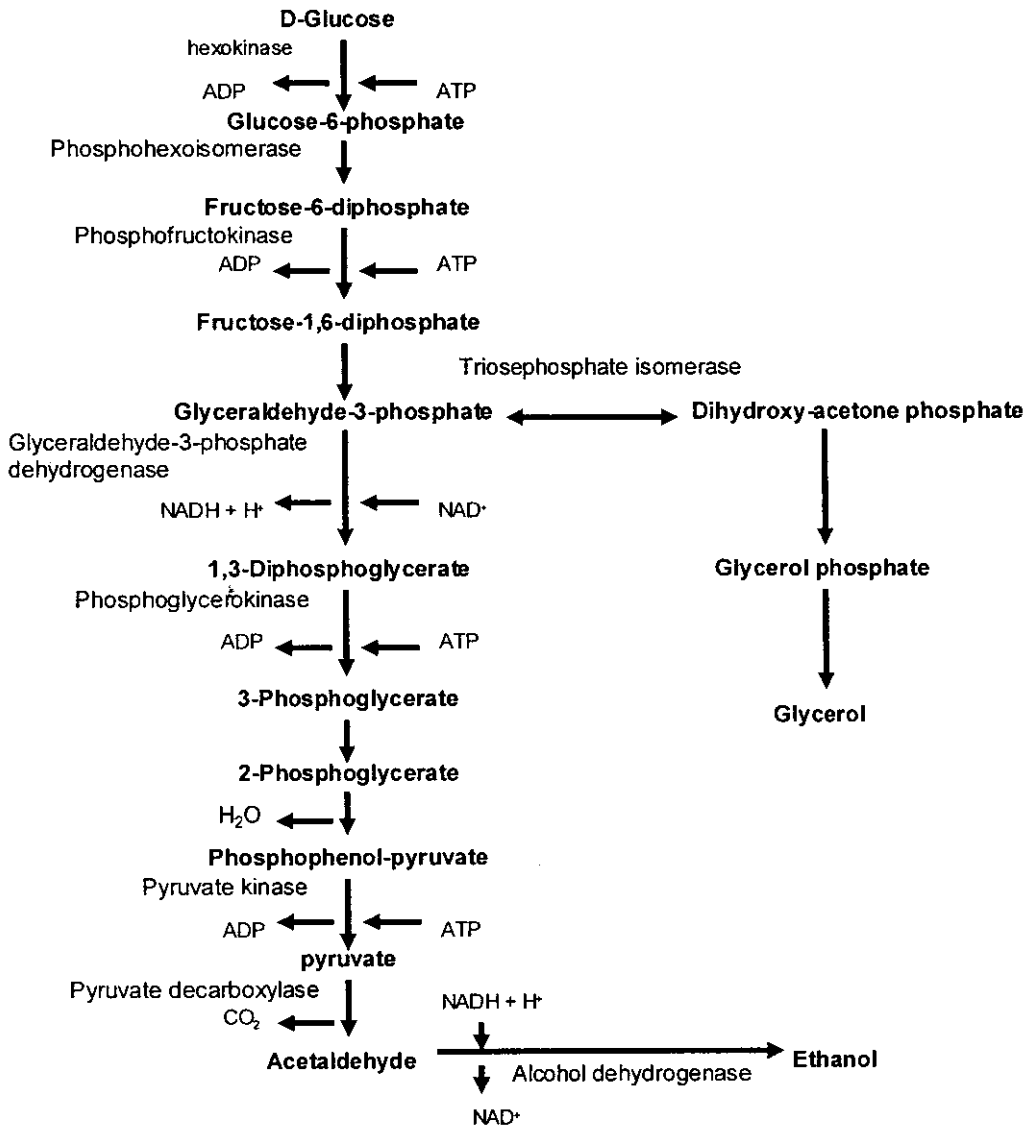 D-Glucose
hexokinase
ADP
ATP
Glucose-6-phosphate
Phosphohexoisomerase
Fructose-6-diphosphate
Phosphofructokinase
ADP
ATP
Fructose-1,6-diphosphate
Triosephosphate isomerase
Glyceraldehyde-3-phosphate
Dihydroxy-acetone phosphate
Glyceraldehyde-3-phosphate
dehydrogenase
NADH + H⁺
NAD⁺
1,3-Diphosphoglycerate
Glycerol phosphate
Phosphoglycerokinase
ADP
ATP
3-Phosphoglycerate
Glycerol
2-Phosphoglycerate
H₂O
Phosphophenol-pyruvate
Pyruvate kinase
ADP
ATP
pyruvate
Pyruvate decarboxylase
NADH + H⁺
CO₂
Acetaldehyde
Ethanol
Alcohol dehydrogenase
NAD⁺